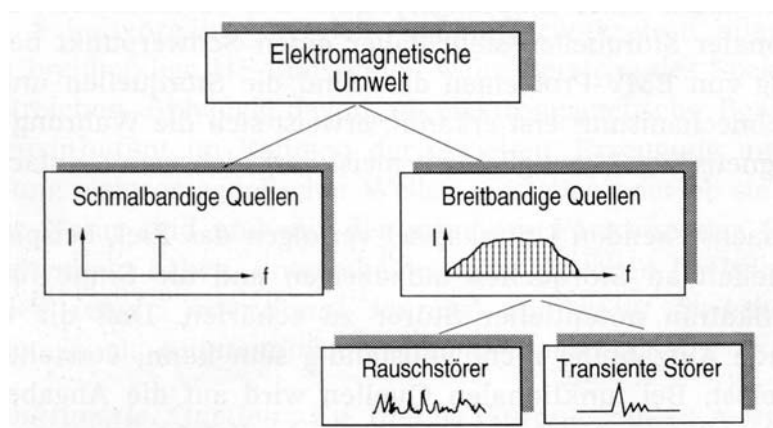 Elektromagnetische
Umwelt
Schmalbandige Quellen
I
f
Breitbandige Quellen
I
f
Rauschstörer
Transiente Störer